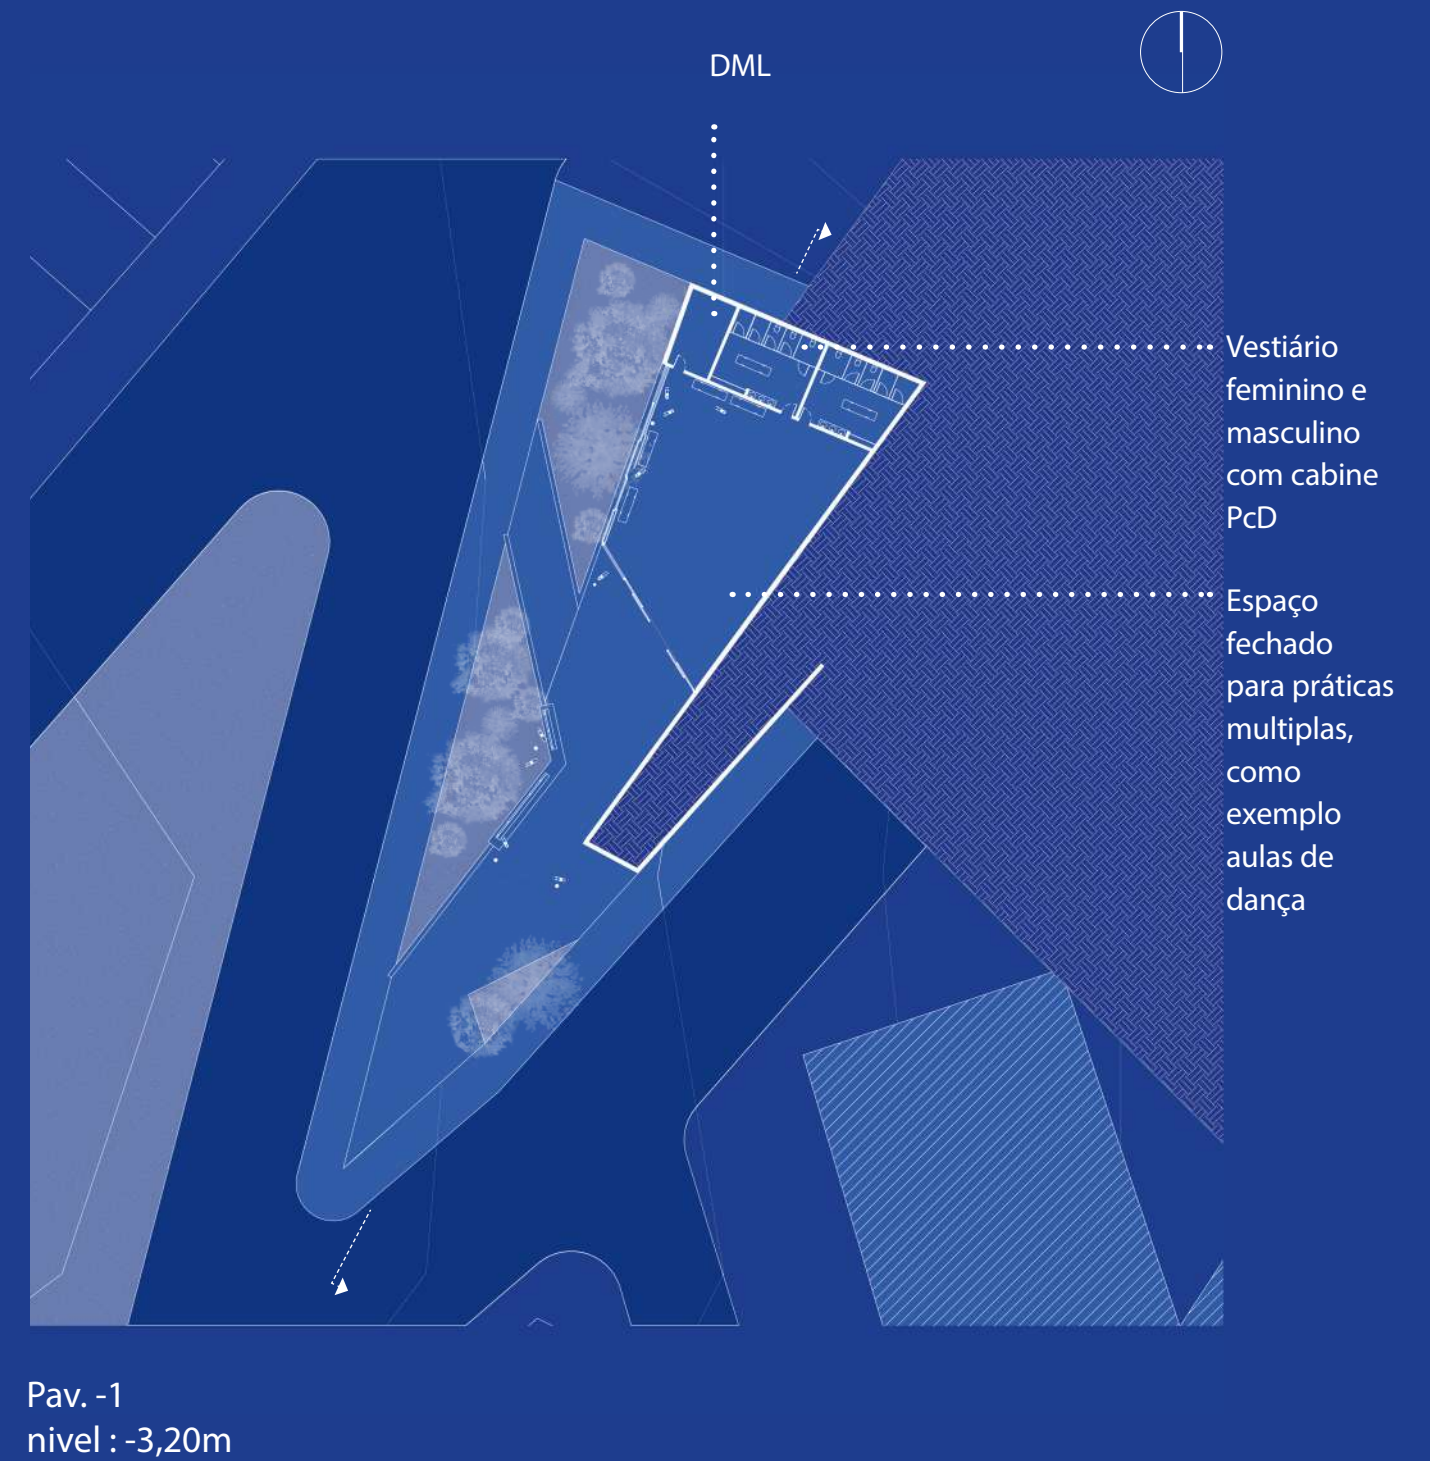 DML
Vestiário
feminino e
masculino
com cabine
PcD
Espaço
fechado
para práticas
multiplas,
como
exemplo
aulas de
dança
Pav. -1
nivel : -3,20m